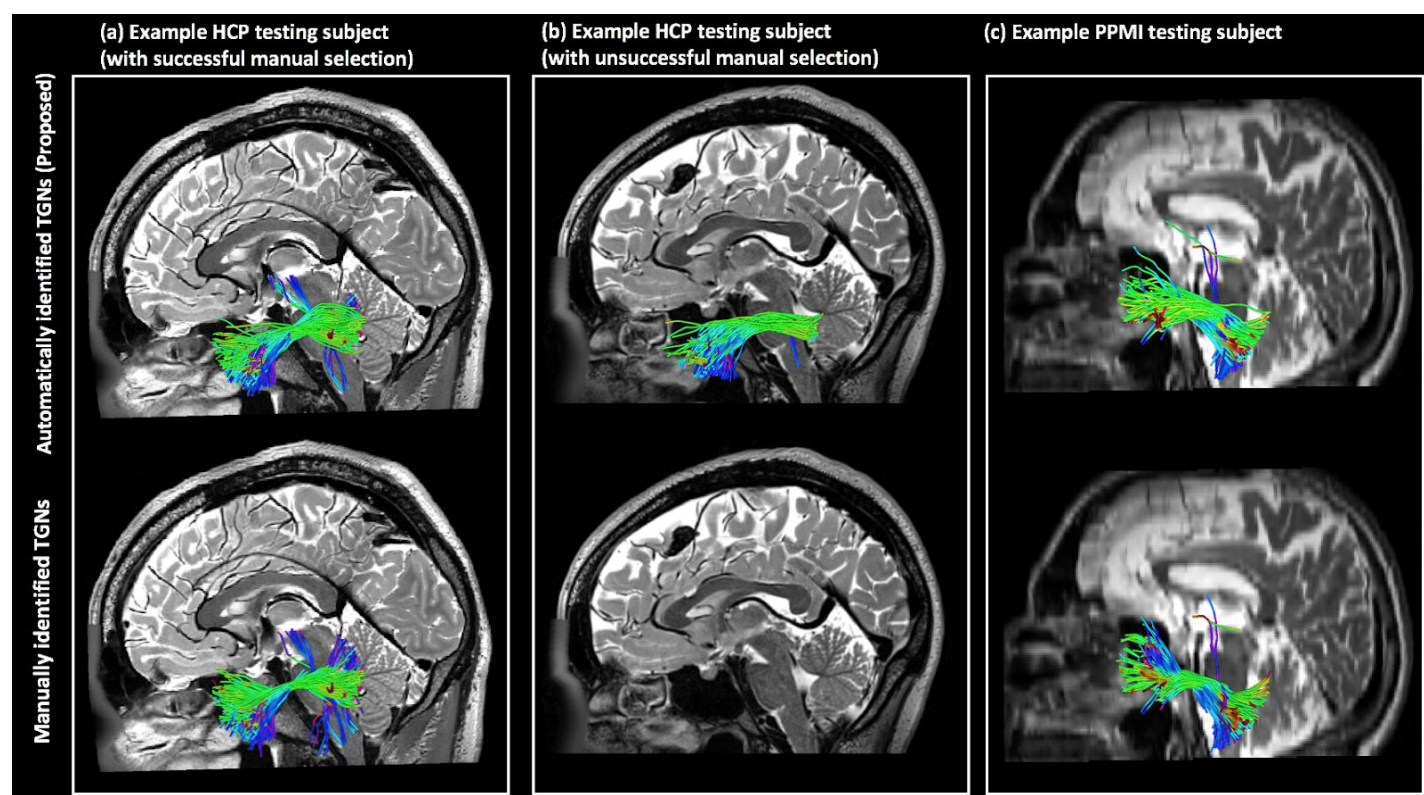 (a) Example HCP testing subject
(with successful manual selection)
(b) Example HCP testing subject
(with unsuccessful manual selection)
(c) Example PPMI testing subject
Automatically identified TGNs (Proposed)
Manually identified TGNs